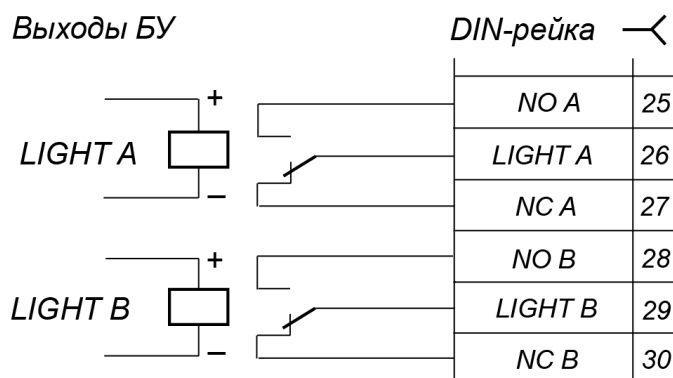 Выходы БУ
DIN-рейка
+
LIGHT A
−
NO A 25
LIGHT A 26
NC A 27
+
LIGHT B
−
NO B 28
LIGHT B 29
NC B 30